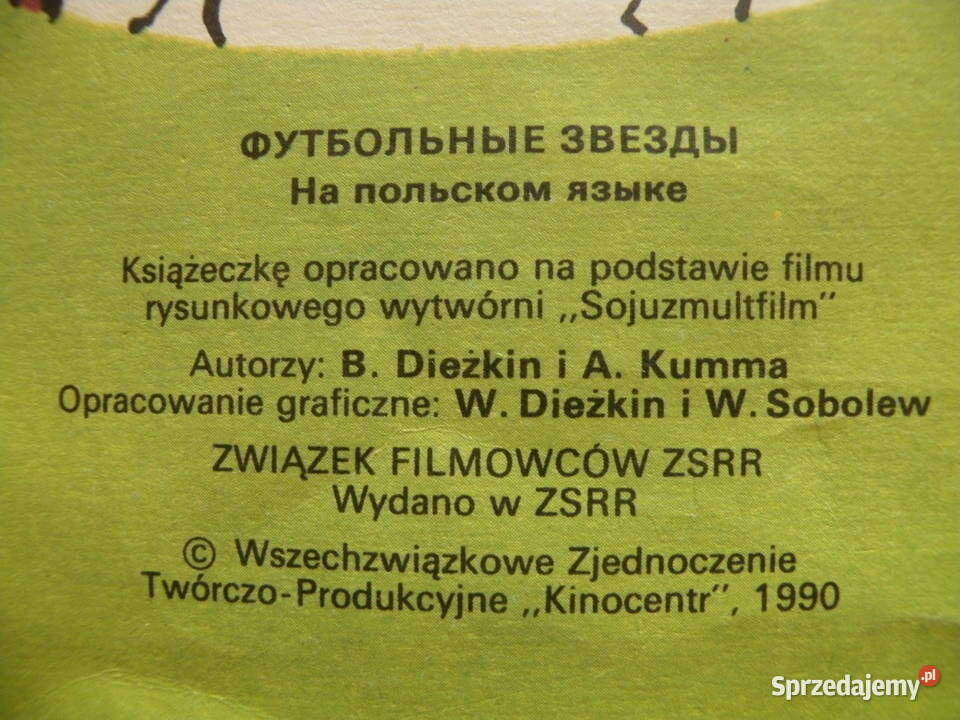 ФУТБОЛЬНЫЕ ЗВЕЗДЫ
На польском языке
Książeczkę opracowano na podstawie filmu
rysunkowego wytwórni „Sojuzmultfilm”
Autorzy: B. Dieżkin i A. Kumma
Opracowanie graficzne: W. Dieżkin i W. Sobolew
ZWIĄZEK FILMOWCÓW ZSRR
Wydano w ZSRR
© Wszechzwiązkowe Zjednoczenie
Twórczo-Produkcyjne „Kinocentr”, 1990
Sprzedajemy.pl